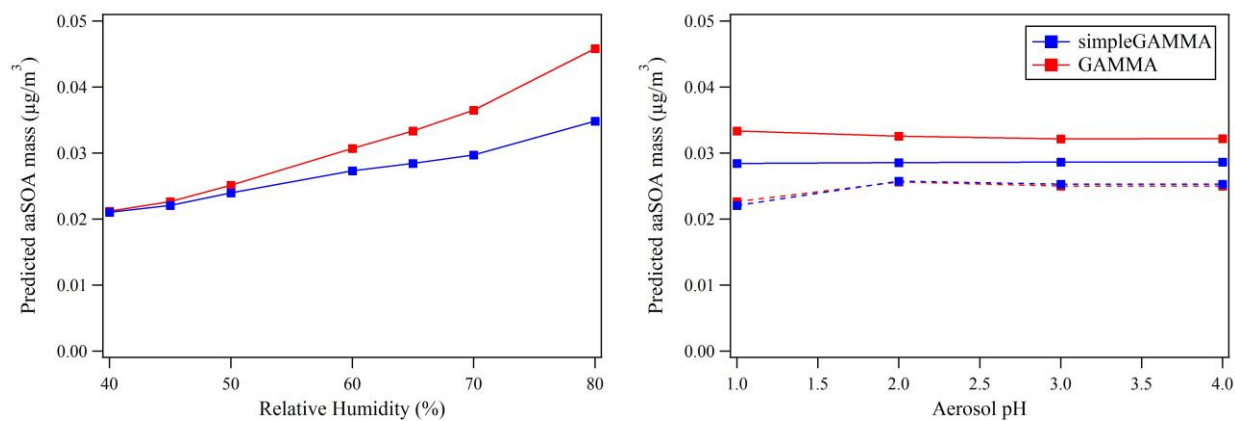 0.05
0.04
0.03
0.02
0.01
0.00
Predicted aaSOA mass (μg/m³)
40 50 60 70 80
Relative Humidity (%)
0.05
0.04
0.03
0.02
0.01
0.00
Predicted aaSOA mass (μg/m³)
simpleGAMMA
GAMMA
1.0 1.5 2.0 2.5 3.0 3.5 4.0
Aerosol pH